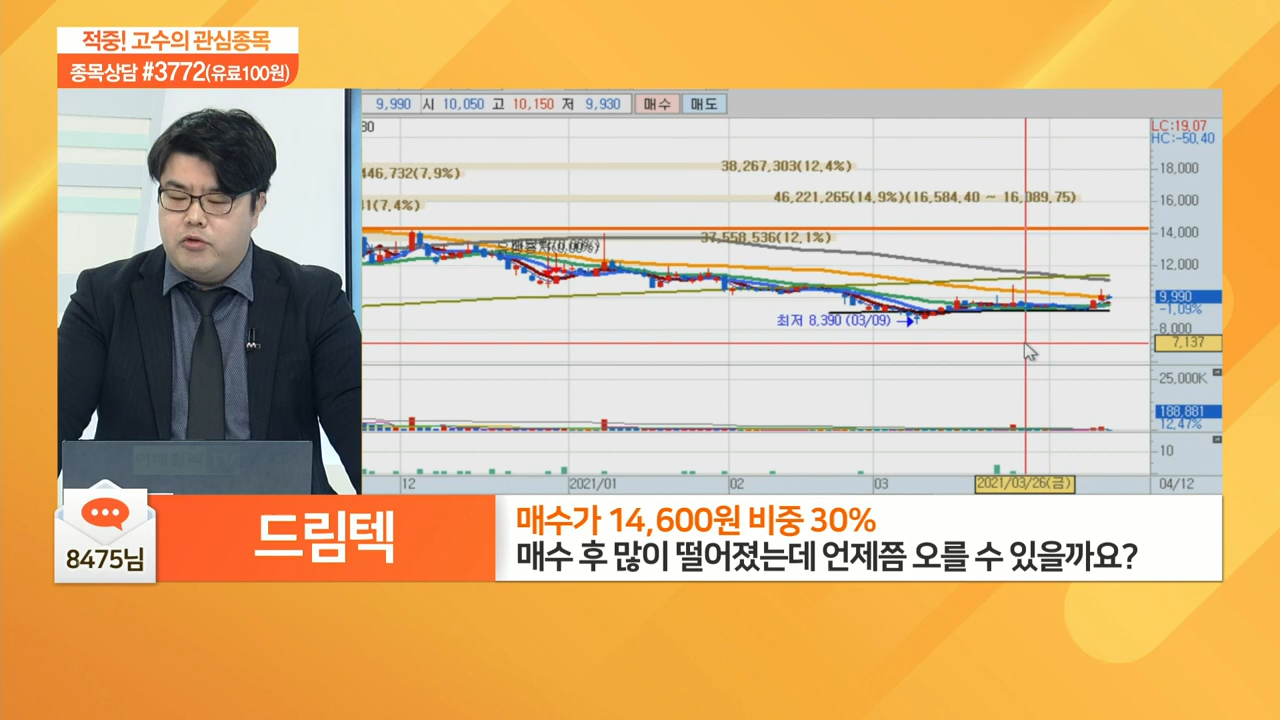 적중! 고수의 관심종목
종목상담 #3772(유료100원)
9,990 시 10,050 고 10,150 저 9,930 매수 매도
LC:19.07
HC:-50.40
446,732(7.9%)
38,267,303(12.4%)
18,000
46,221,265(14.9%)(16,584.40 ~ 16,089.75)
16,000
1(7.4%)
37,558,536(12.1%)
14,000
12,000
9,990
-1.09%
최저 8,390 (03/09)
8,000
7,137
25,000K
188,881
12.47%
10
12 2021/01 02 03 2021/03/26(금) 04/12
8475님
드림텍
매수가 14,600원 비중 30%
매수 후 많이 떨어졌는데 언제쯤 오를 수 있을까요?